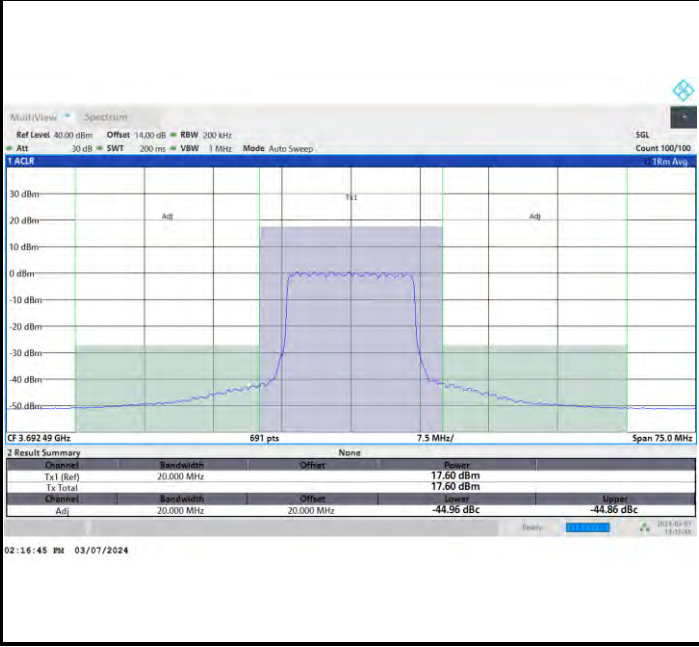 MultiView Spectrum
Ref Level 40.00 dBm Offset 14.00 dB RBW 200 kHz SGL
Att 30 dB SWT 200 ms VBW 1 MHz Mode Auto Sweep Count 100/100
1 ACLR 1Rm Avg
30 dBm
Tx1
20 dBm Adj Adj
10 dBm
0 dBm
-10 dBm
-20 dBm
-30 dBm
-40 dBm
-50 dBm
CF 3.692 49 GHz 691 pts 7.5 MHz/ Span 75.0 MHz
2 Result Summary None
Channel Bandwidth Offset Power
Tx1 (Ref) 20.000 MHz 17.60 dBm
Tx Total 17.60 dBm
Channel Bandwidth Offset Lower Upper
Adj 20.000 MHz 20.000 MHz -44.96 dBc -44.86 dBc
Ready
02:16:45 PM 03/07/2024